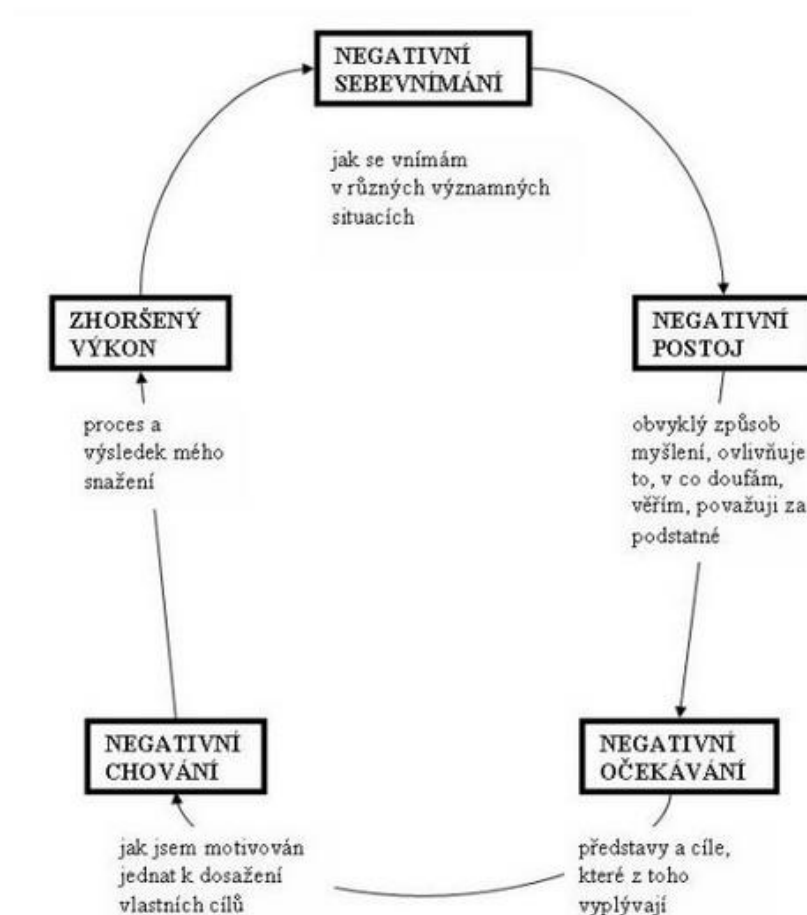 NEGATIVNÍ
SEBEVNÍMÁNÍ
jak se vnímám
v různých významných
situacích
NEGATIVNÍ
POSTOJ
obvyklý způsob
myšlení, ovlivňuje
to, v co doufám,
věřím, považuji za
podstatné
NEGATIVNÍ
OČEKÁVÁNÍ
představy a cíle,
které z toho
vyplývají
NEGATIVNÍ
CHOVÁNÍ
jak jsem motivován
jednat k dosažení
vlastních cílů
ZHORŠENÝ
VÝKON
proces a
výsledek mého
snažení